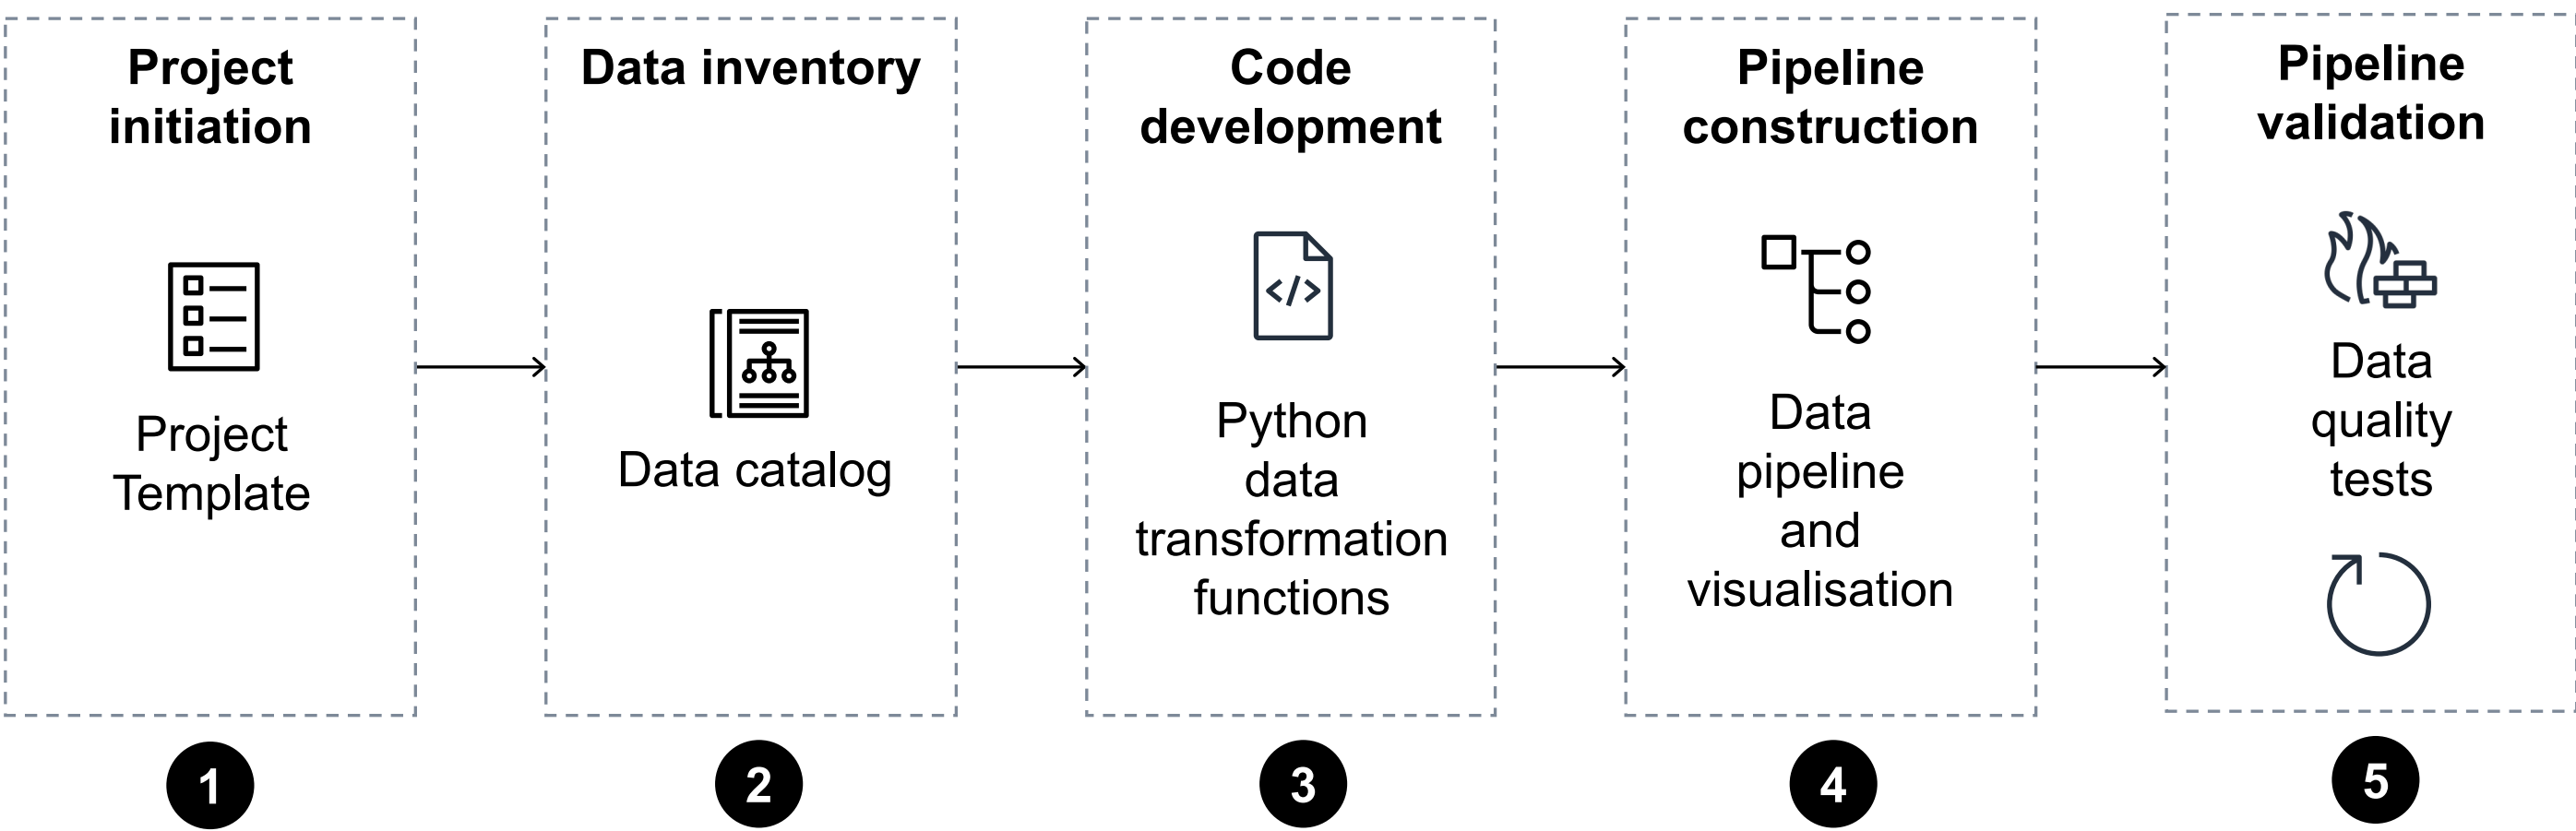 Project
initiation
Project
Template
1
Data inventory
Data catalog
2
Code
development
</>
Python
data
transformation
functions
3
Pipeline
construction
Data
pipeline
and
visualisation
4
Pipeline
validation
Data
quality
tests
5